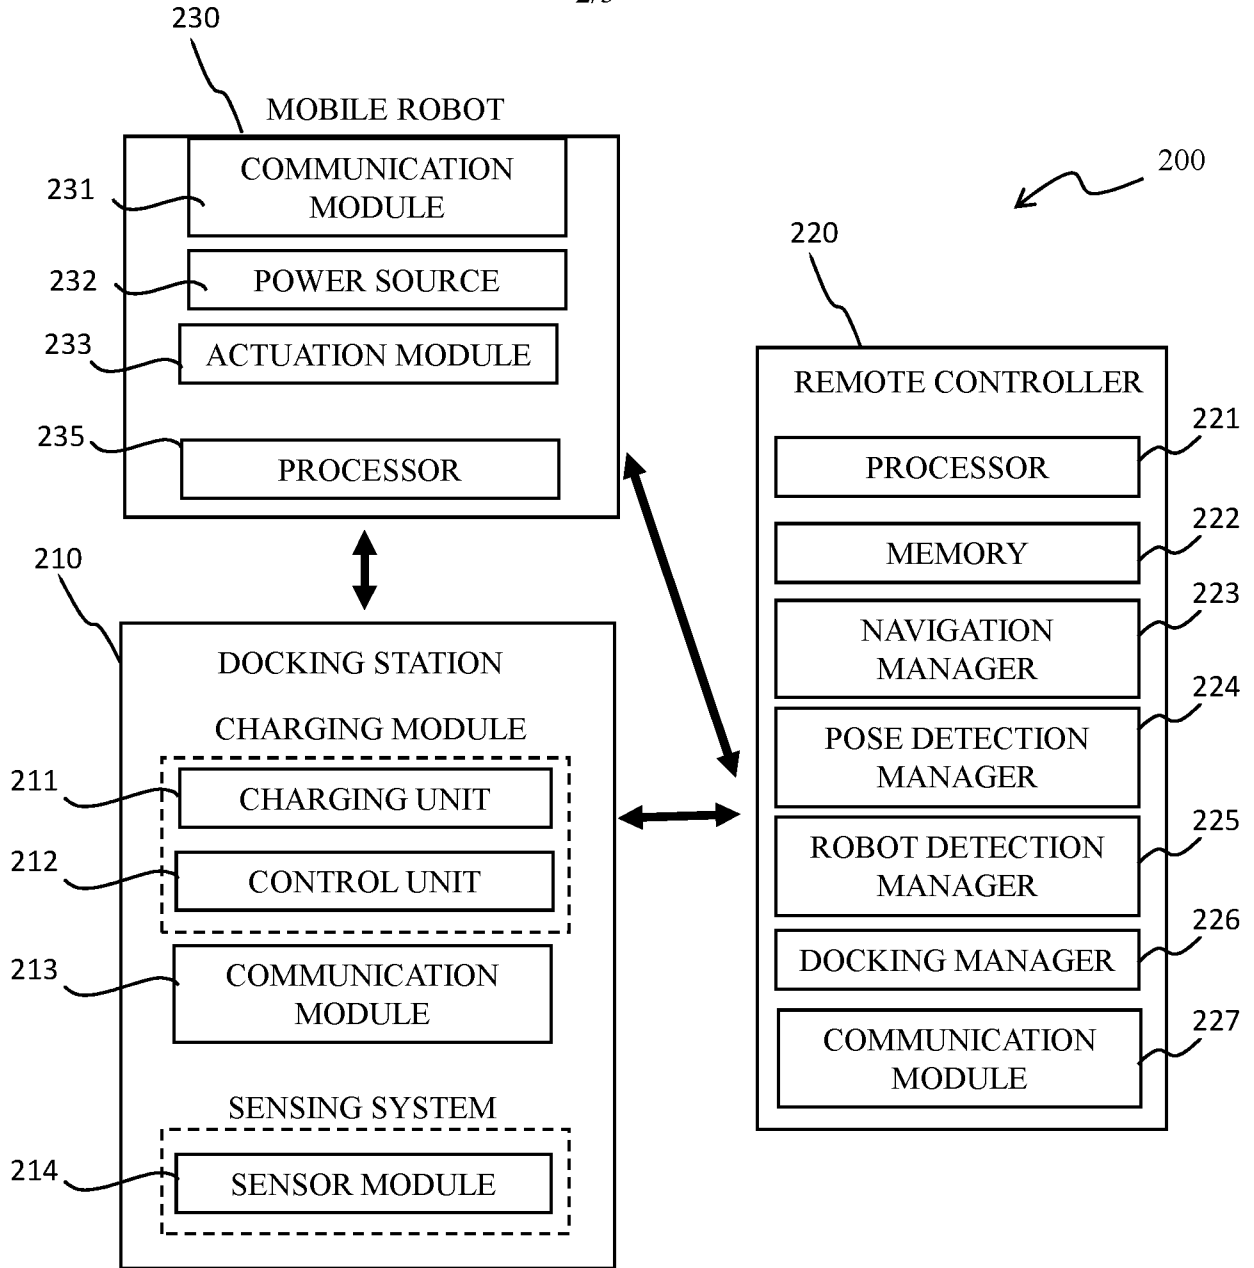 230
MOBILE ROBOT
COMMUNICATION
MODULE
231
POWER SOURCE
232
ACTUATION MODULE
233
PROCESSOR
235
200
220
REMOTE CONTROLLER
PROCESSOR
221
MEMORY
222
NAVIGATION
MANAGER
223
POSE DETECTION
MANAGER
224
ROBOT DETECTION
MANAGER
225
DOCKING MANAGER
226
COMMUNICATION
MODULE
227
210
DOCKING STATION
CHARGING MODULE
211
CHARGING UNIT
212
CONTROL UNIT
213
COMMUNICATION
MODULE
SENSING SYSTEM
214
SENSOR MODULE